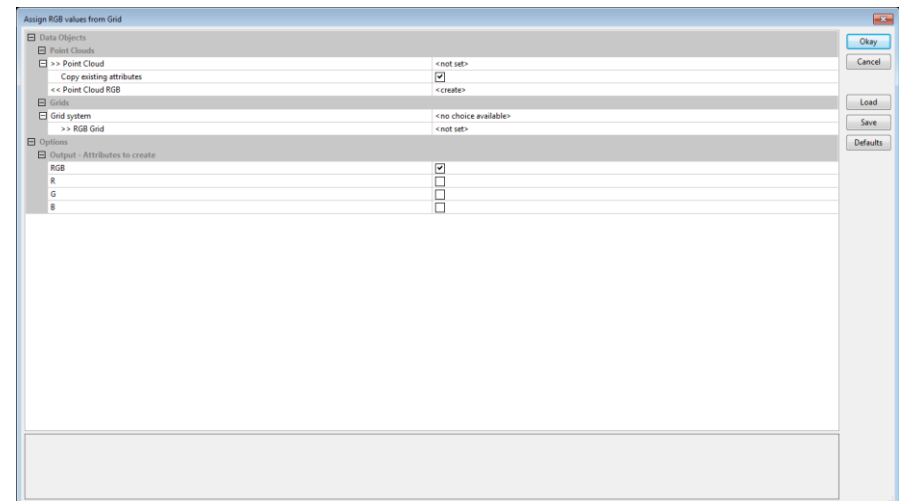 Assign RGB values from Grid
Data Objects
Point Clouds
>> Point Cloud <not set>
Copy existing attributes
<< Point Cloud RGB <create>
Grids
Grid system <no choice available>
>> RGB Grid <not set>
Options
Output - Attributes to create
RGB
R
G
B
Okay
Cancel
Load
Save
Defaults